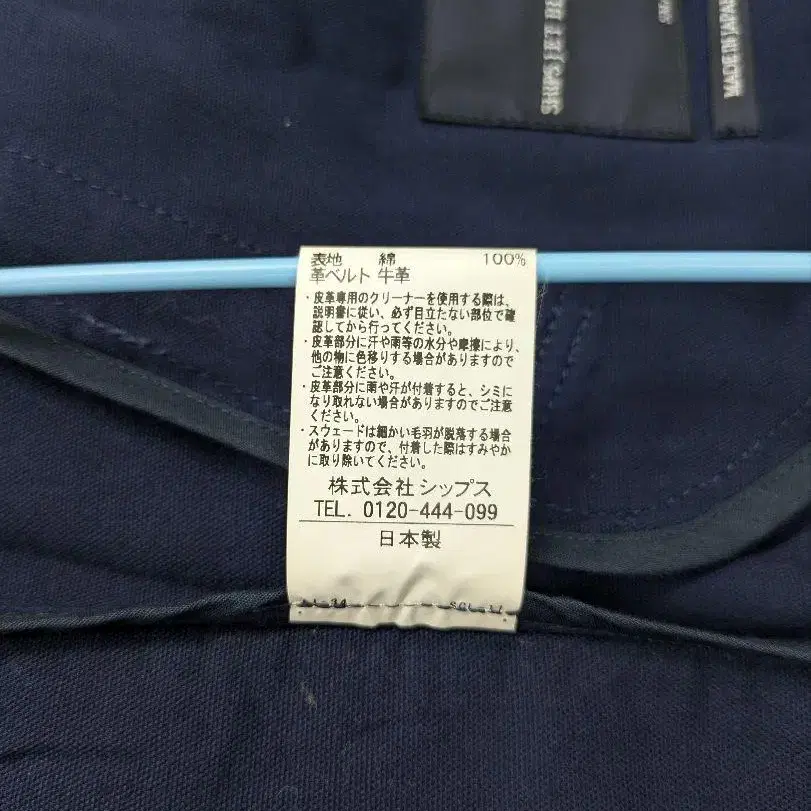 表地 綿 100%
革ベルト 牛革
・皮革専用のクリーナーを使用する際は、
説明書に従い、必ず目立たない部位で確
認してから行ってください。
・皮革部分に汗や雨等の水分や摩擦により、
他の物に色移りする場合がありますので
ご注意ください。
・皮革部分に雨や汗が付着すると、シミに
なり取れない場合がありますのでご注意
ください。
・スウェードは細かい毛羽が脱落する場合
がありますので、付着した際はすみやか
に取り除いてください。
株式会社 シップス
TEL. 0120-444-099
日本製